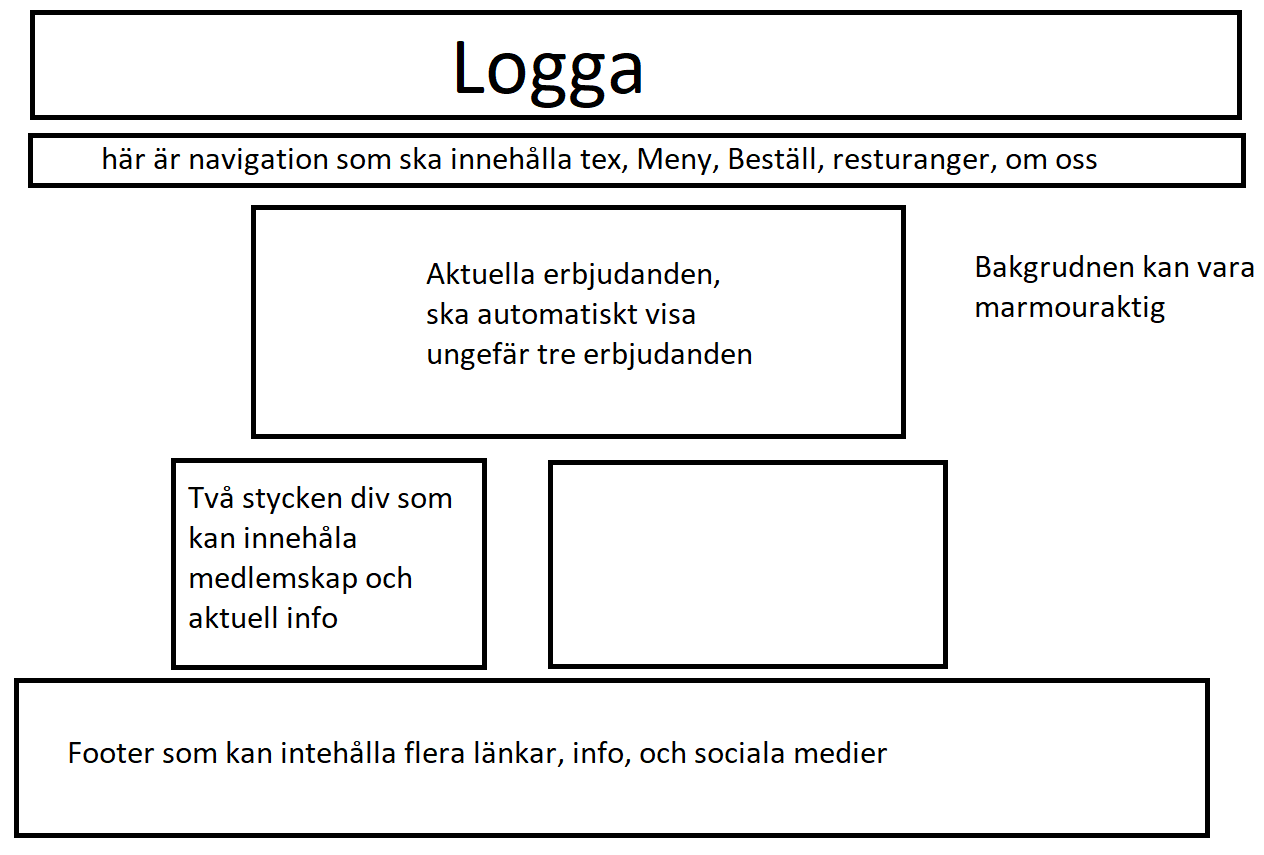 Logga
här är navigation som ska innehålla tex, Meny, Beställ, resturanger, om oss
Aktuella erbjudanden,
ska automatiskt visa
ungefär tre erbjudanden
Bakgrudnen kan vara
marmouraktig
Två stycken div som
kan innehåla
medlemskap och
aktuell info
Footer som kan intehålla flera länkar, info, och sociala medier